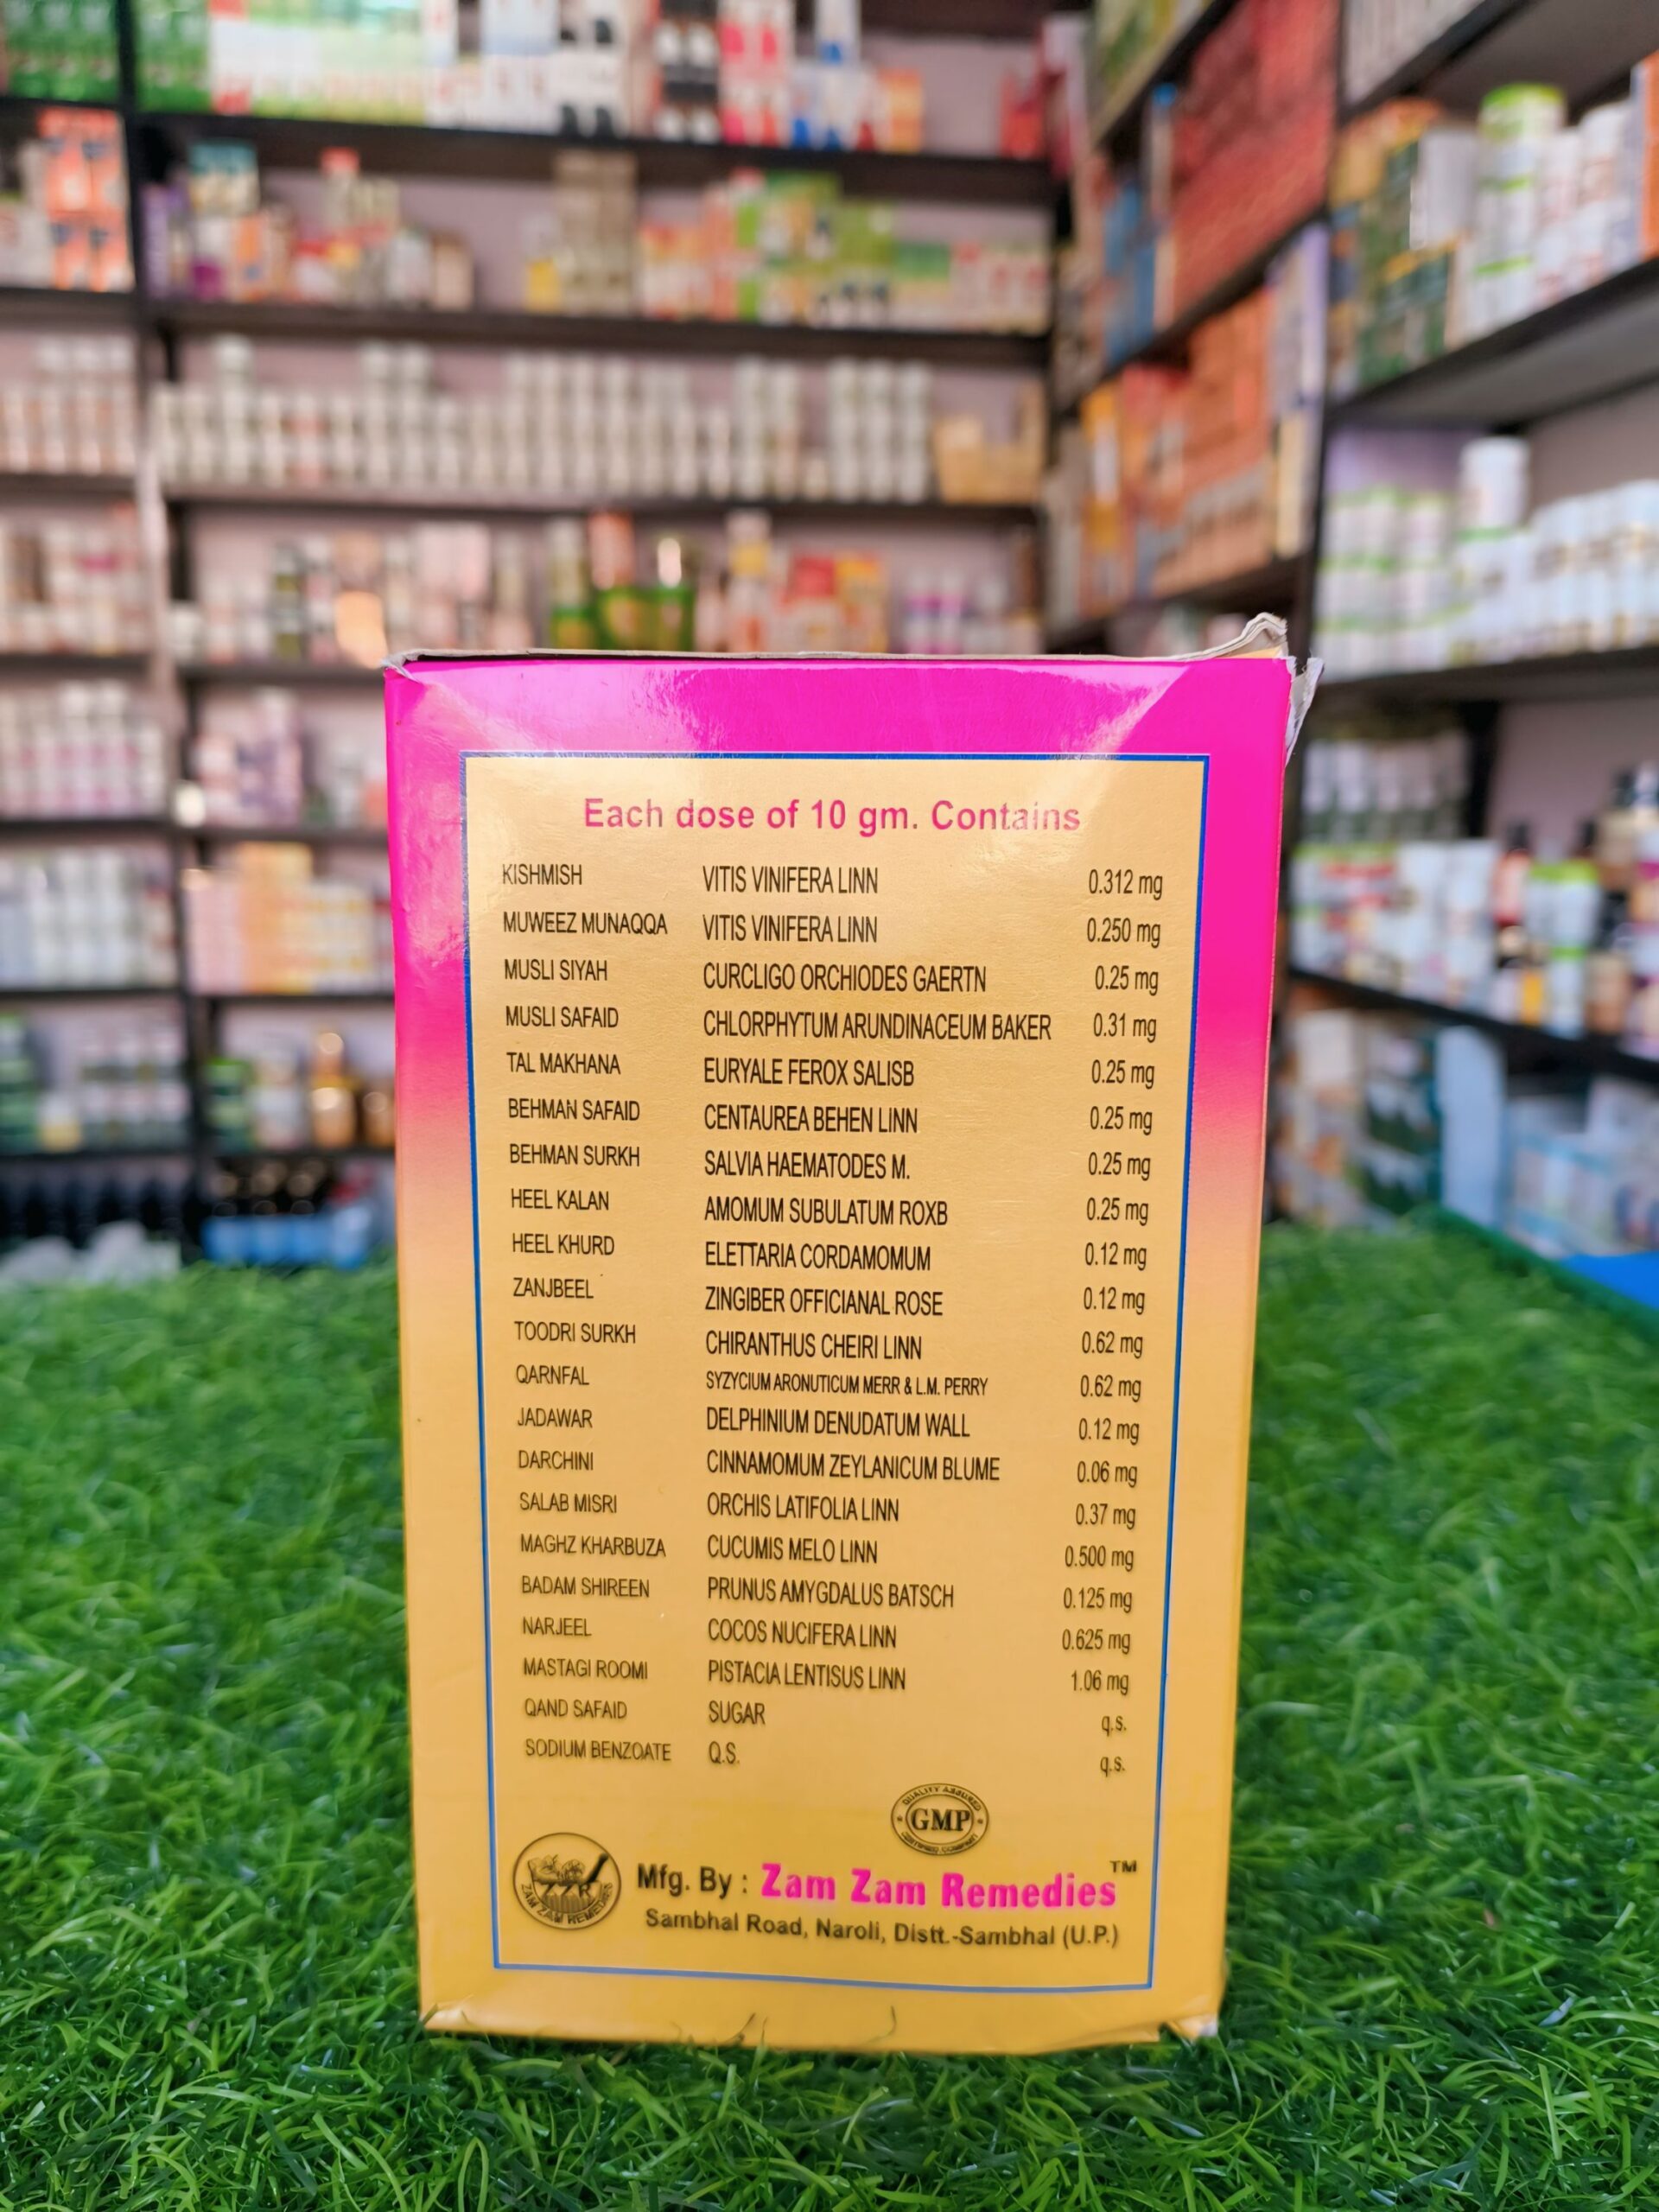 Each dose of 10 gm. Contains
KISHMISH VITIS VINIFERA LINN 0.312 mg
MUWEEZ MUNAQQA VITIS VINIFERA LINN 0.250 mg
MUSLI SIYAH CURCLIGO ORCHIODES GAERTN 0.25 mg
MUSLI SAFAID CHLORPHYTUM ARUNDINACEUM BAKER 0.31 mg
TAL MAKHANA EURYALE FEROX SALISB 0.25 mg
BEHMAN SAFAID CENTAUREA BEHEN LINN 0.25 mg
BEHMAN SURKH SALVIA HAEMATODES M. 0.25 mg
HEEL KALAN AMOMUM SUBULATUM ROXB 0.25 mg
HEEL KHURD ELETTARIA CORDAMOMUM 0.12 mg
ZANJBEEL ZINGIBER OFFICIANAL ROSE 0.12 mg
TOODRI SURKH CHIRANTHUS CHEIRI LINN 0.62 mg
QARNFAL SYZYCIUM ARONUTICUM MERR & L.M. PERRY 0.62 mg
JADAWAR DELPHINIUM DENUDATUM WALL 0.12 mg
DARCHINI CINNAMOMUM ZEYLANICUM BLUME 0.06 mg
SALAB MISRI ORCHIS LATIFOLIA LINN 0.37 mg
MAGHZ KHARBUZA CUCUMIS MELO LINN 0.500 mg
BADAM SHIREEN PRUNUS AMYGDALUS BATSCH 0.125 mg
NARJEEL COCOS NUCIFERA LINN 0.625 mg
MASTAGI ROOMI PISTACIA LENTISUS LINN 1.06 mg
QAND SAFAID SUGAR q.s.
SODIUM BENZOATE Q.S. q.s.
QUALITY ASSURED
GMP
CERTIFIED COMPANY
ZZR
ZAM ZAM REMEDIES
Mfg. By : Zam Zam Remedies™
Sambhal Road, Naroli, Distt.-Sambhal (U.P.)